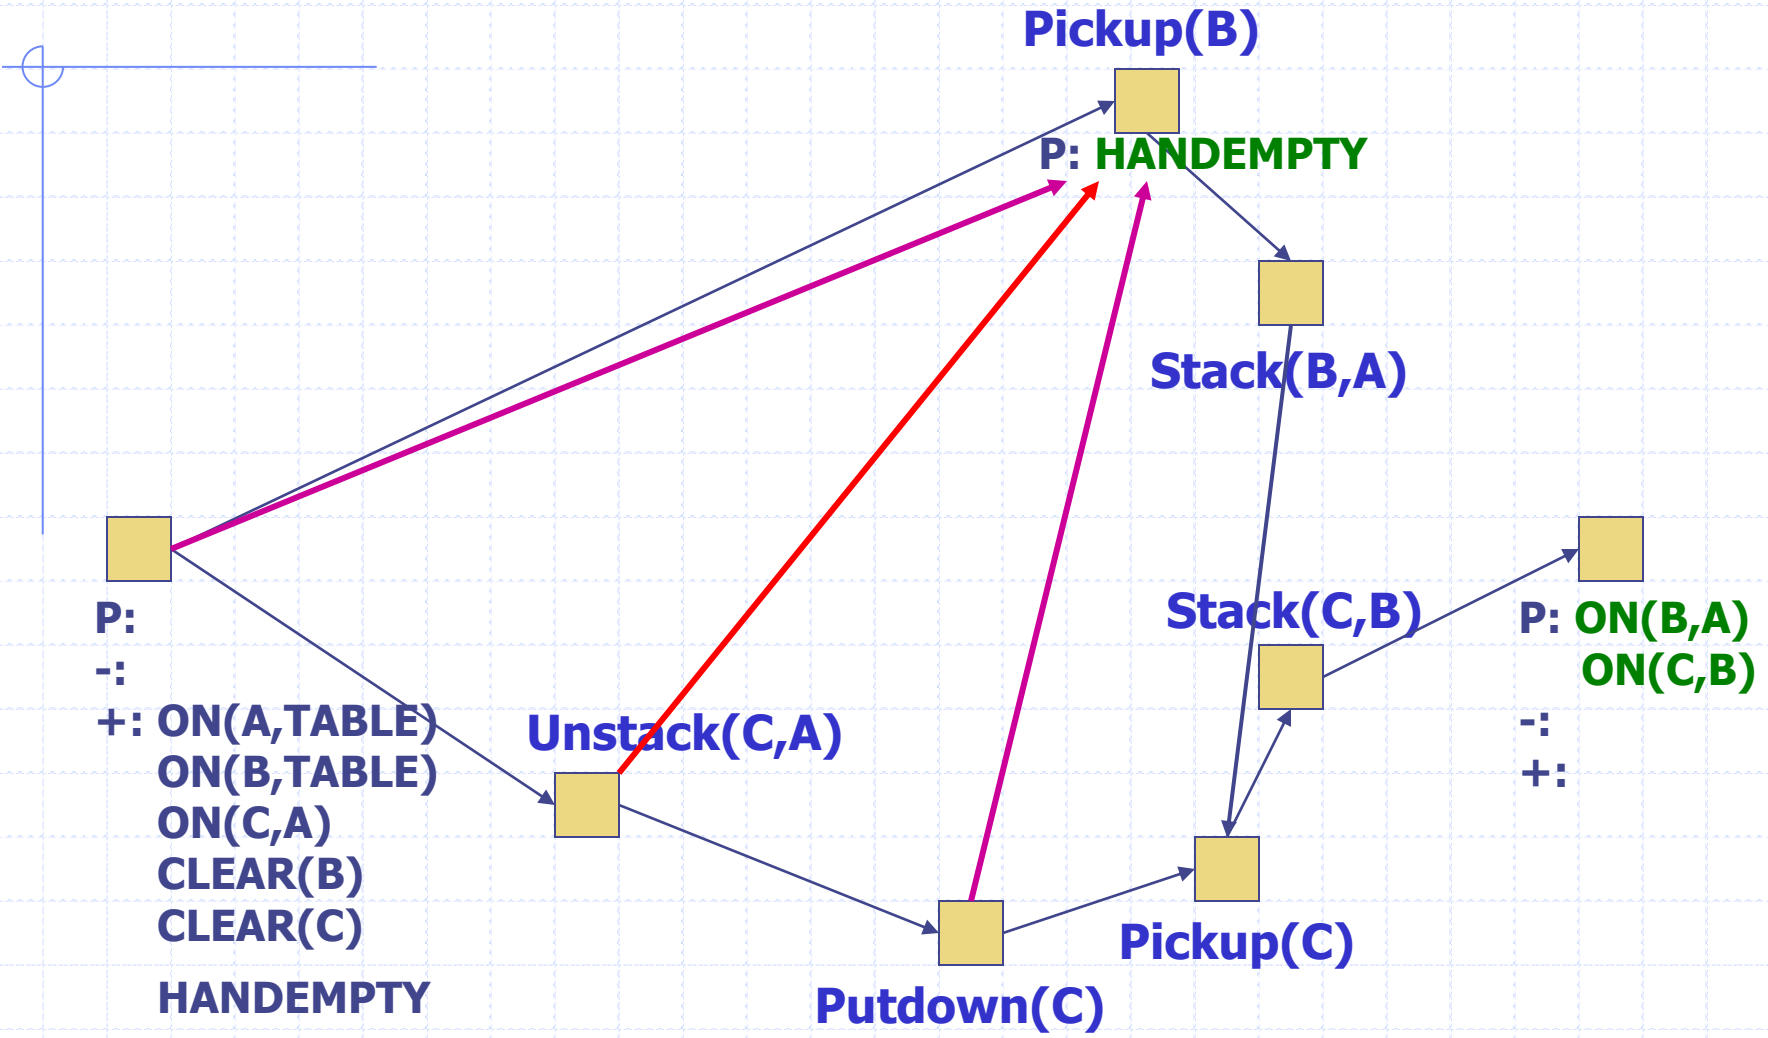 Pickup(B)
P: HANDEMPTY
Stack(B,A)
P:
-:
+: ON(A,TABLE)
ON(B,TABLE)
ON(C,A)
CLEAR(B)
CLEAR(C)
HANDEMPTY
Unstack(C,A)
Putdown(C)
Pickup(C)
Stack(C,B)
P: ON(B,A)
ON(C,B)
-:
+: